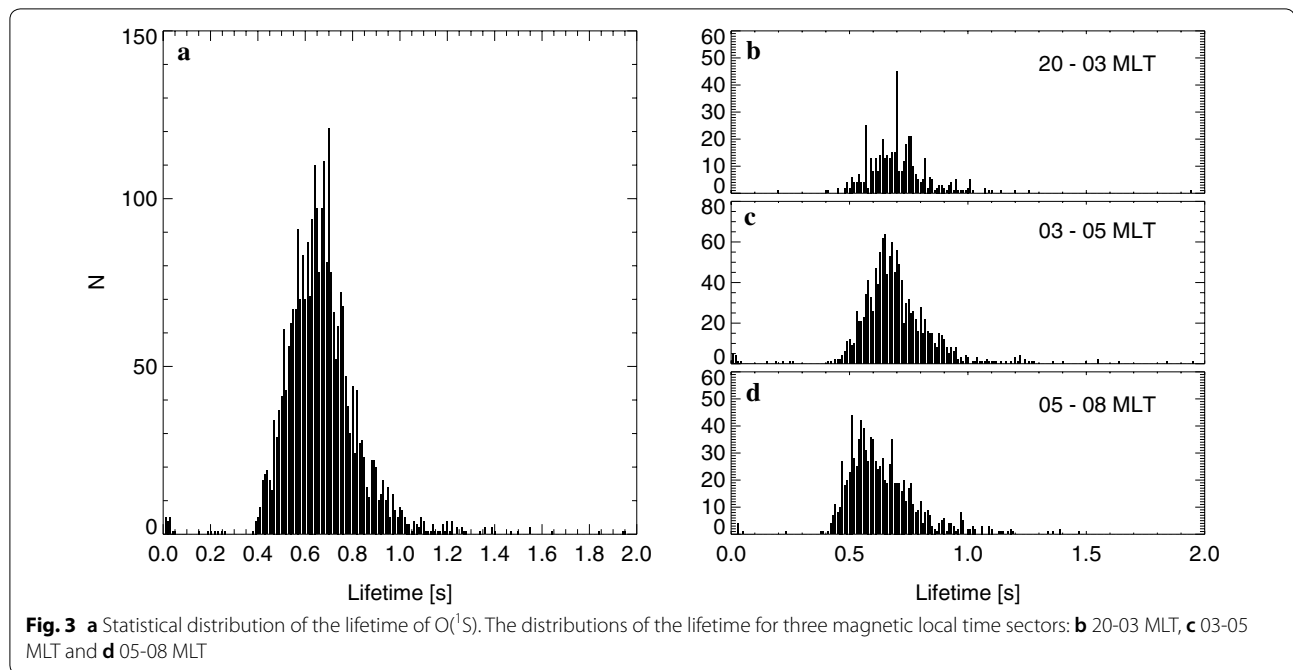 a
150
100
50
0
N
0.0 0.2 0.4 0.6 0.8 1.0 1.2 1.4 1.6 1.8 2.0
Lifetime [s]
b
20 - 03 MLT
60
50
40
30
20
10
0
c
03 - 05 MLT
80
60
40
20
0
d
05 - 08 MLT
60
50
40
30
20
10
0
0.0 0.5 1.0 1.5 2.0
Lifetime [s]
Fig. 3 a Statistical distribution of the lifetime of O(¹S). The distributions of the lifetime for three magnetic local time sectors: b 20-03 MLT, c 03-05
MLT and d 05-08 MLT